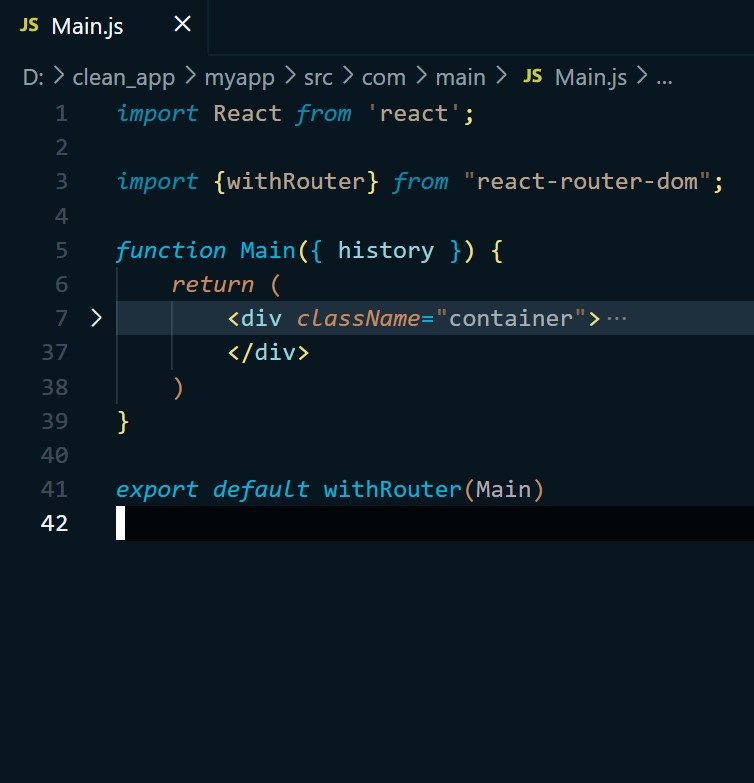 JS Main.js ×
D: > clean_app > myapp > src > com > main > JS Main.js > ...
1 import React from 'react';
2
3 import {withRouter} from "react-router-dom";
4
5 function Main({ history }) {
6 return (
7 > <div className="container">···
37 </div>
38 )
39 }
40
41 export default withRouter(Main)
42